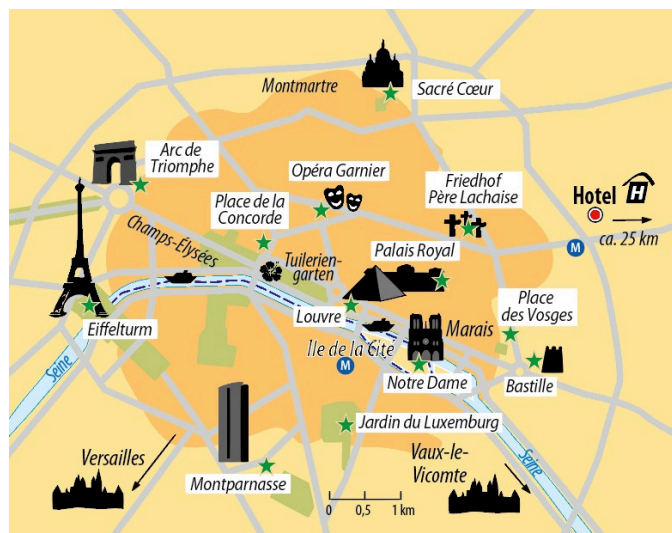 Montmartre
Sacré Cœur
Arc de
Triomphe
Opéra Garnier
Friedhof
Père Lachaise
Hotel H
ca. 25 km
Place de la
Concorde
Champs-Élysées
Tuilerien-
garten
Palais Royal
M
Eiffelturm
Louvre
Marais
Place
des Vosges
Ile de la Cité
M
Notre Dame
Bastille
Seine
Jardin du Luxemburg
Versailles
Montparnasse
Vaux-le-
Vicomte
Seine
0 0,5 1 km